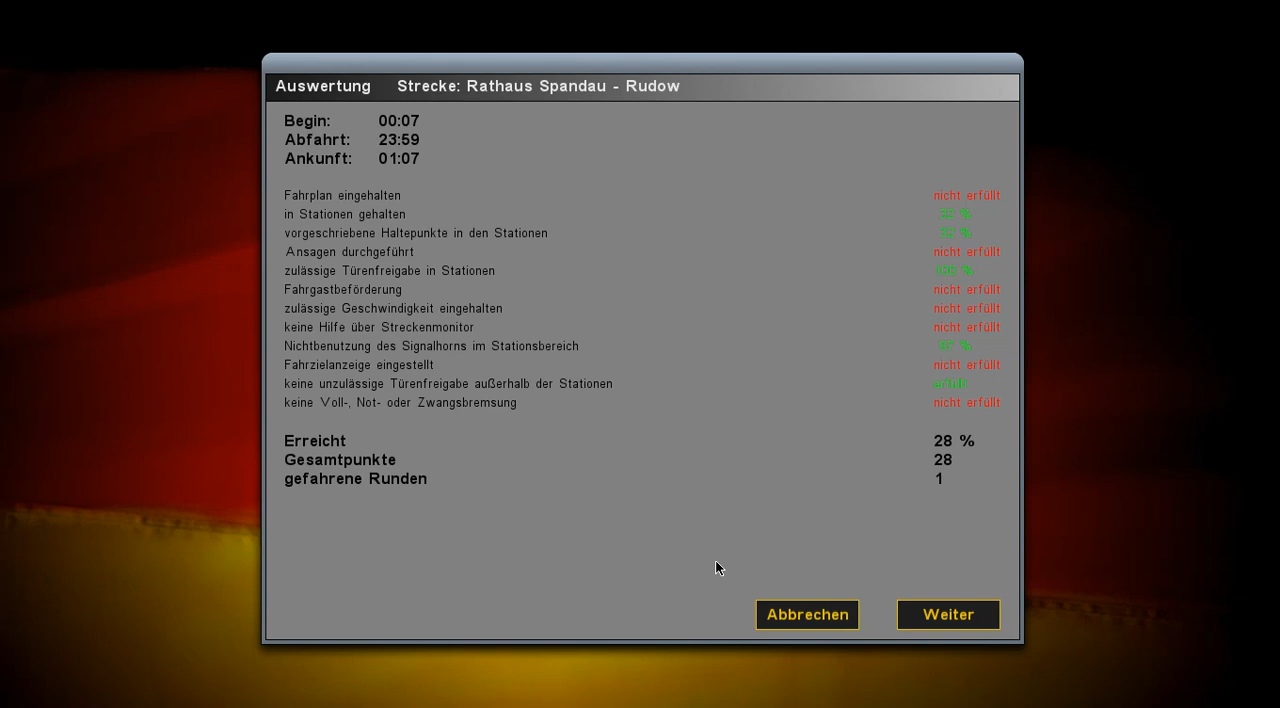 Auswertung Strecke: Rathaus Spandau - Rudow
Begin: 00:07
Abfahrt: 23:59
Ankunft: 01:07
Fahrplan eingehalten nicht erfüllt
in Stationen gehalten %
vorgeschriebene Haltepunkte in den Stationen %
Ansagen durchgeführt nicht erfüllt
zulässige Türenfreigabe in Stationen 100 %
Fahrgastbeförderung nicht erfüllt
zulässige Geschwindigkeit eingehalten nicht erfüllt
keine Hilfe über Streckenmonitor nicht erfüllt
Nichtbenutzung des Signalhorns im Stationsbereich %
Fahrzielanzeige eingestellt nicht erfüllt
keine unzulässige Türenfreigabe außerhalb der Stationen erfüllt
keine Voll-, Not- oder Zwangsbremsung nicht erfüllt
Erreicht 28 %
Gesamtpunkte 28
gefahrene Runden 1
Abbrechen Weiter